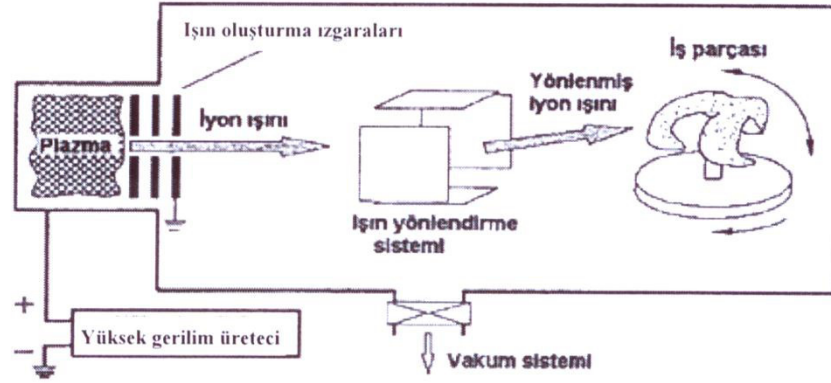 Işın oluşturma ızgaraları
İş parçası
Yönlenmiş
iyon ışını
İyon ışını
Plazma
Işın yönlendirme
sistemi
+
Yüksek gerilim üreteci
−
Vakum sistemi